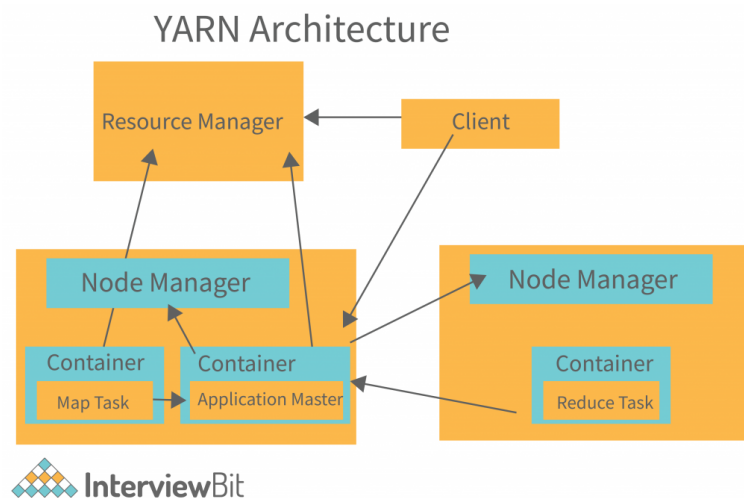 YARN Architecture
Resource Manager
Client
Node Manager
Container
Map Task
Container
Application Master
Node Manager
Container
Reduce Task
InterviewBit